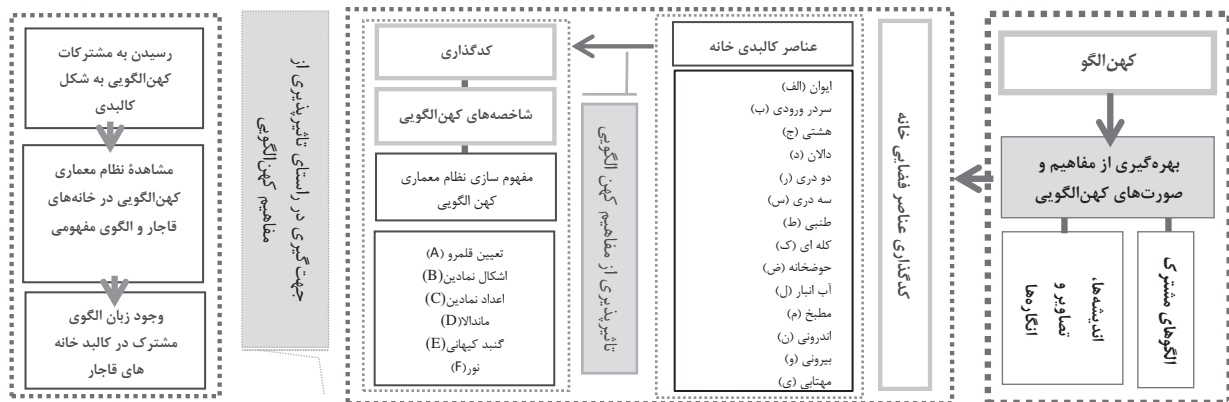 کهن‌الگو
بهره‌گیری از مفاهیم و
صورت‌های کهن‌الگویی
الگوهای مشترک
اندیشه‌ها،
تصاویر و
انگاره‌ها
کدگذاری عناصر فضایی خانه
عناصر کالبدی خانه
ایوان (الف)
سردر ورودی (ب)
هشتی (ج)
دالان (د)
دو دری (ر)
سه دری (س)
طنبی (ط)
کله ای (ک)
حوضخانه (ض)
آب انبار (ل)
مطبخ (م)
اندرونی (ن)
بیرونی (و)
مهتابی (ی)
تاثیرپذیری از مفاهیم کهن الگویی
کدگذاری
شاخصه‌های کهن‌الگویی
مفهوم سازی نظام معماری
کهن الگویی
تعیین قلمرو (A)
اشکال نمادین(B)
اعداد نمادین(C)
ماندالا(D)
گنبد کیهانی(E)
نور(F)
جهت‌گیری در راستای تاثیرپذیری از
مفاهیم کهن‌الگویی
رسیدن به مشترکات
کهن‌الگویی به شکل
کالبدی
مشاهدهٔ نظام معماری
کهن‌الگویی در خانه‌های
قاجار و الگوی مفهومی
وجود زبان الگوی
مشترک در کالبد خانه
های قاجار